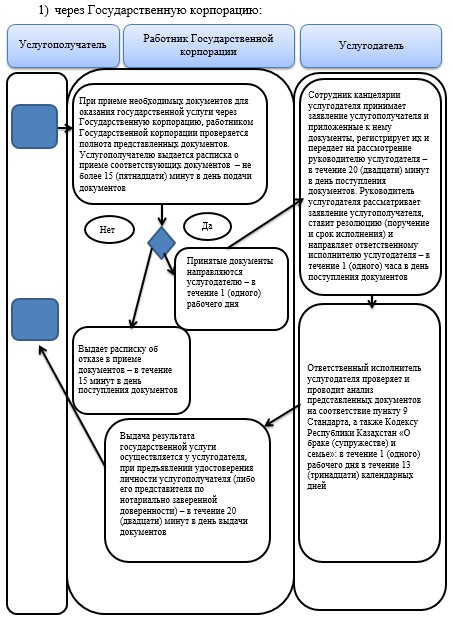 1) через Государственную корпорацию:
Услугополучатель
Работник Государственной
корпорации
Услугодатель
При приеме необходимых документов для
оказания государственной услуги через
Государственную корпорацию, работником
Государственной корпорации проверяется
полнота представленных документов.
Услугополучателю выдается расписка о
приеме соответствующих документов – не
более 15 (пятнадцати) минут в день подачи
документов
Нет
Да
Принятые документы
направляются
услугодателю – в
течение 1 (одного)
рабочего дня
Выдает расписку об
отказе в приеме
документов – в течение
15 минут в день
поступления документов
Выдача результата
государственной услуги
осуществляется у услугодателя,
при предъявлении удостоверения
личности услугополучателя (либо
его представителя по
нотариально заверенной
доверенности) – в течение 20
(двадцати) минут в день выдачи
документов
Сотрудник канцелярии
услугодателя принимает
заявление услугополучателя и
приложенные к нему
документы, регистрирует их и
передает на рассмотрение
руководителю услугодателя –
в течение 20 (двадцати) минут
в день поступления
документов. Руководитель
услугодателя рассматривает
заявление услугополучателя,
ставит резолюцию (поручение
и срок исполнения) и
направляет ответственному
исполнителю услугодателя – в
течение 1 (одного) часа в день
поступления документов
Ответственный исполнитель
услугодателя проверяет и
проводит анализ
представленных документов
на соответствие пункту 9
Стандарта, а также Кодексу
Республики Казахстан «О
браке (супружестве) и
семье»: в течение 1 (одного)
рабочего дня в течение 13
(тринадцати) календарных
дней